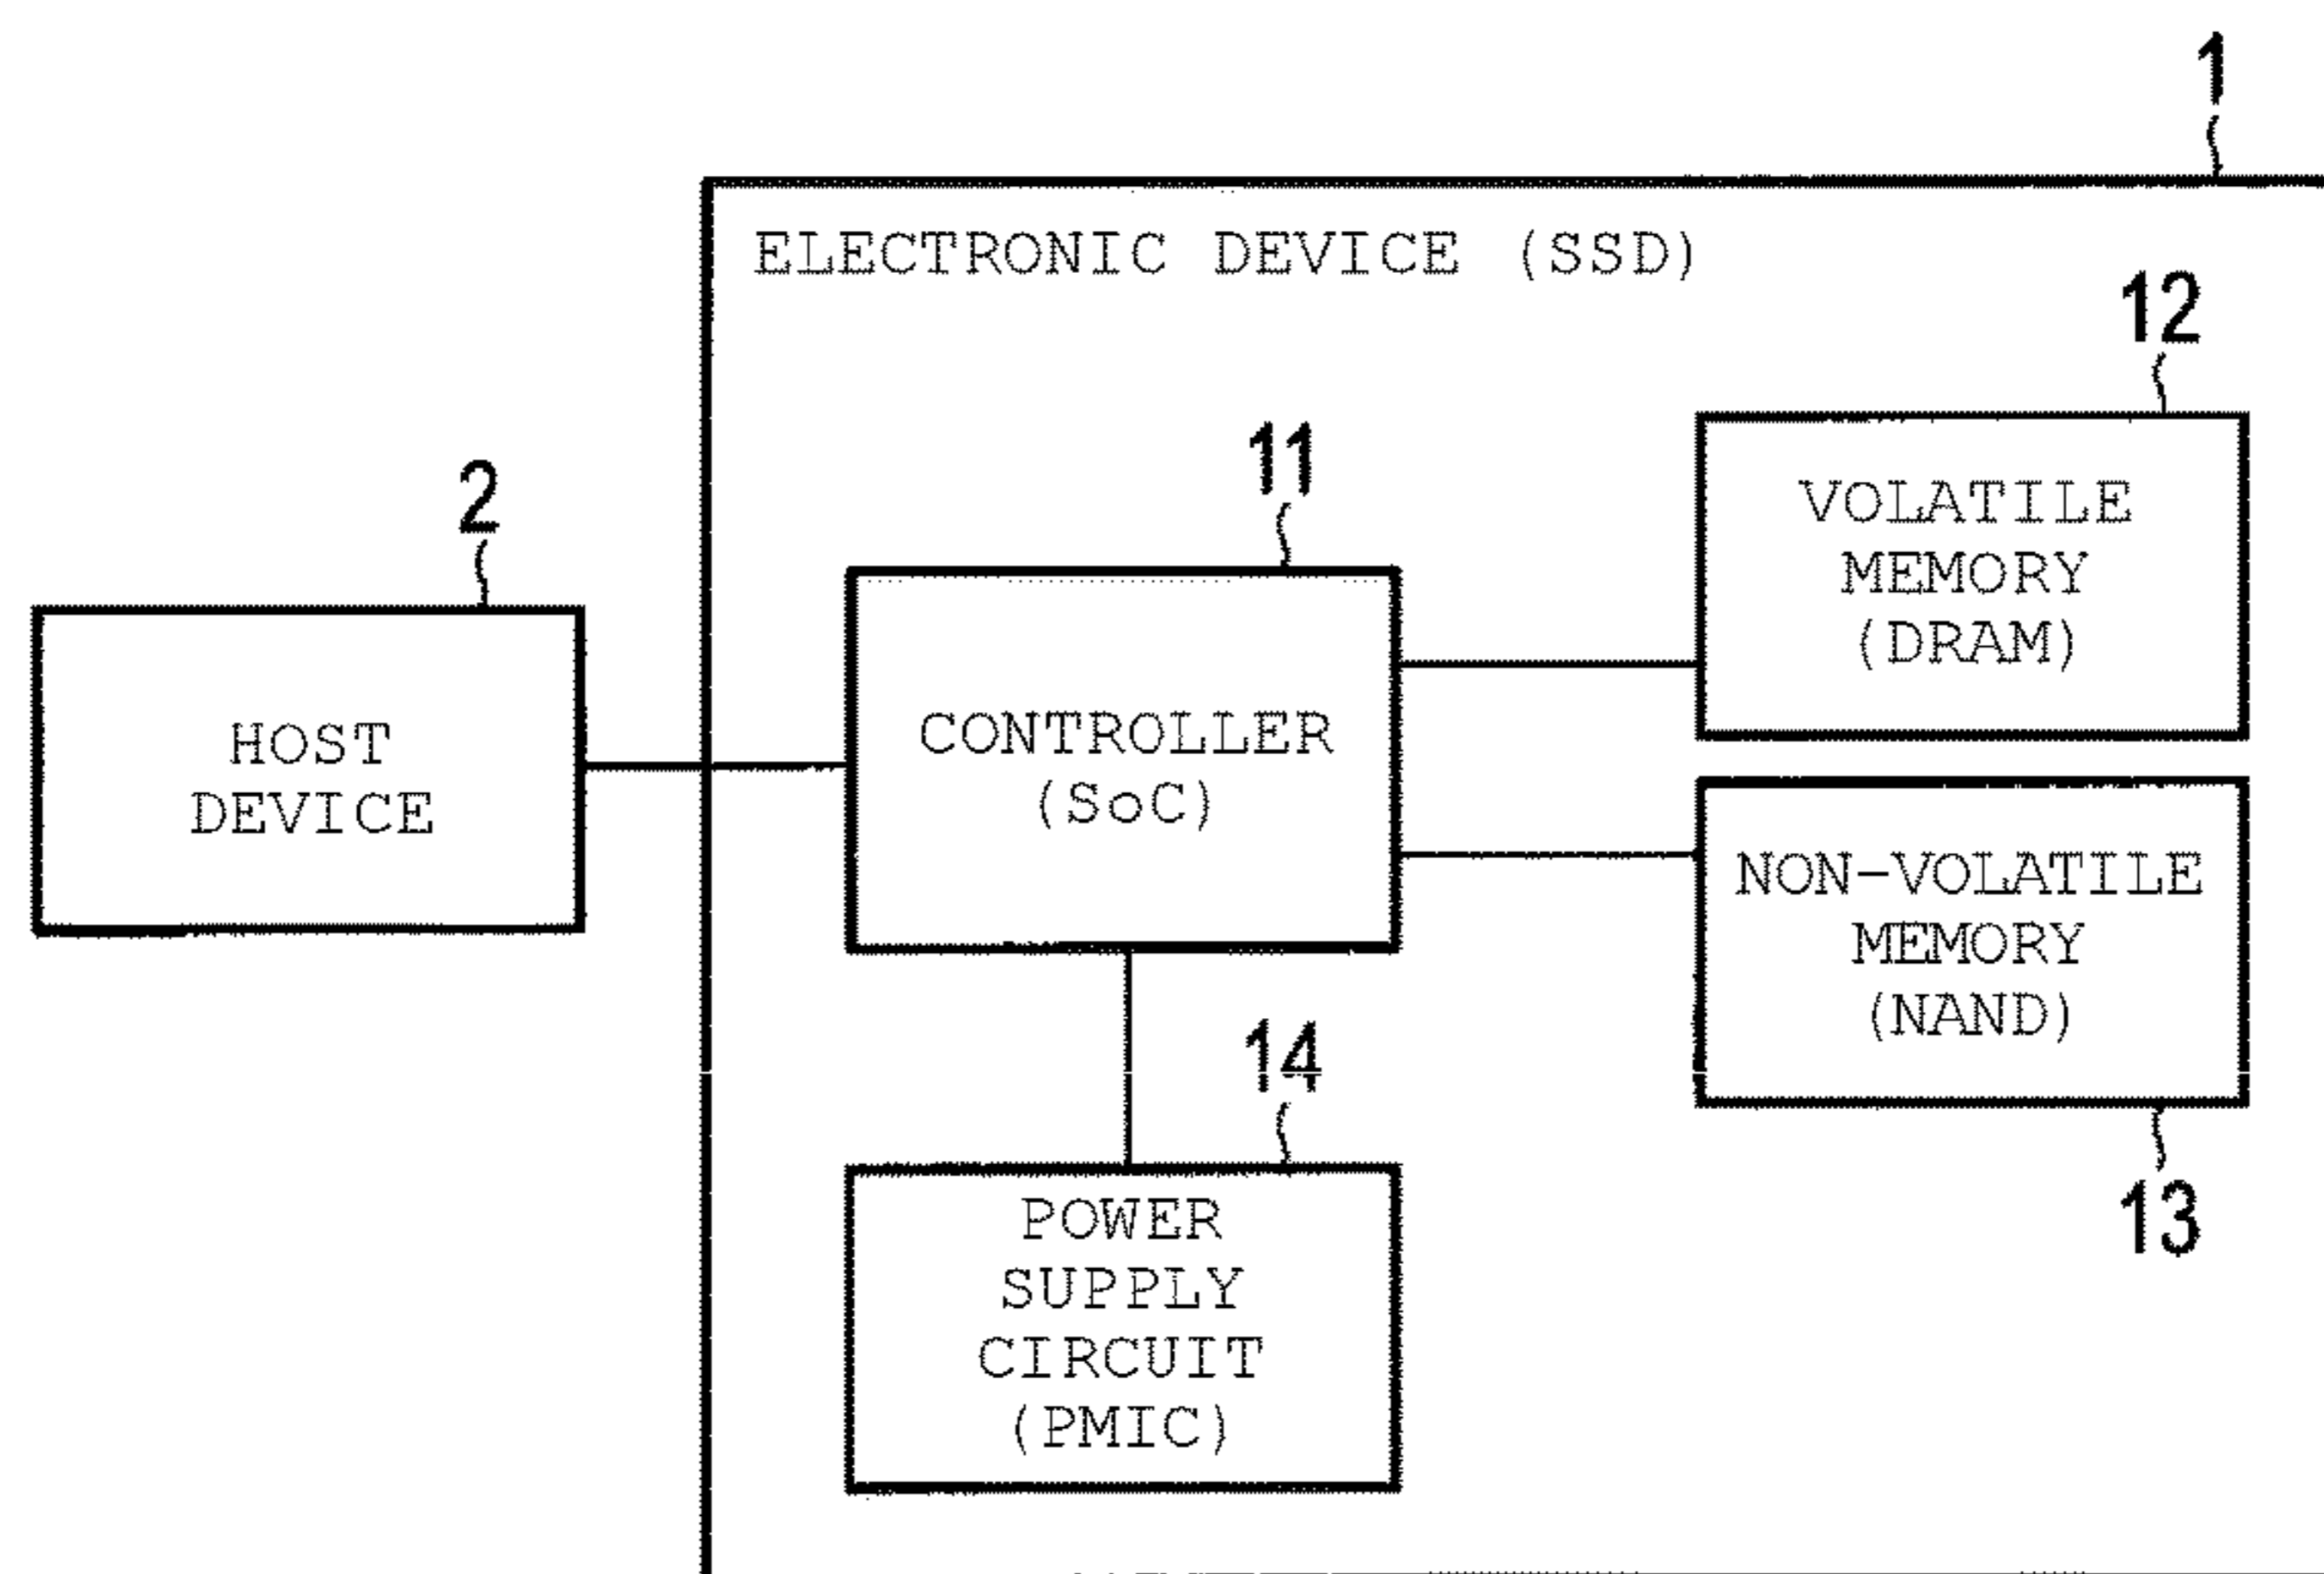 1
ELECTRONIC DEVICE (SSD)
12
11
2
VOLATILE
MEMORY
(DRAM)
HOST
DEVICE
CONTROLLER
(SoC)
NON-VOLATILE
MEMORY
(NAND)
13
14
POWER
SUPPLY
CIRCUIT
(PMIC)